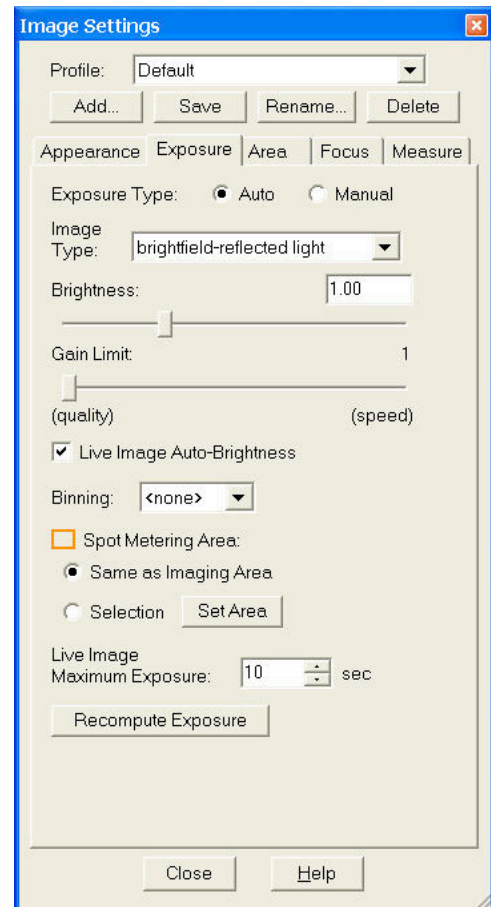 Image Settings
Profile: Default
Add... Save Rename... Delete
Appearance Exposure Area Focus Measure
Exposure Type: Auto Manual
Image
Type: brightfield-reflected light
Brightness: 1.00
Gain Limit: 1
(quality) (speed)
Live Image Auto-Brightness
Binning: <none>
Spot Metering Area:
Same as Imaging Area
Selection Set Area
Live Image
Maximum Exposure: 10 sec
Recompute Exposure
Close Help